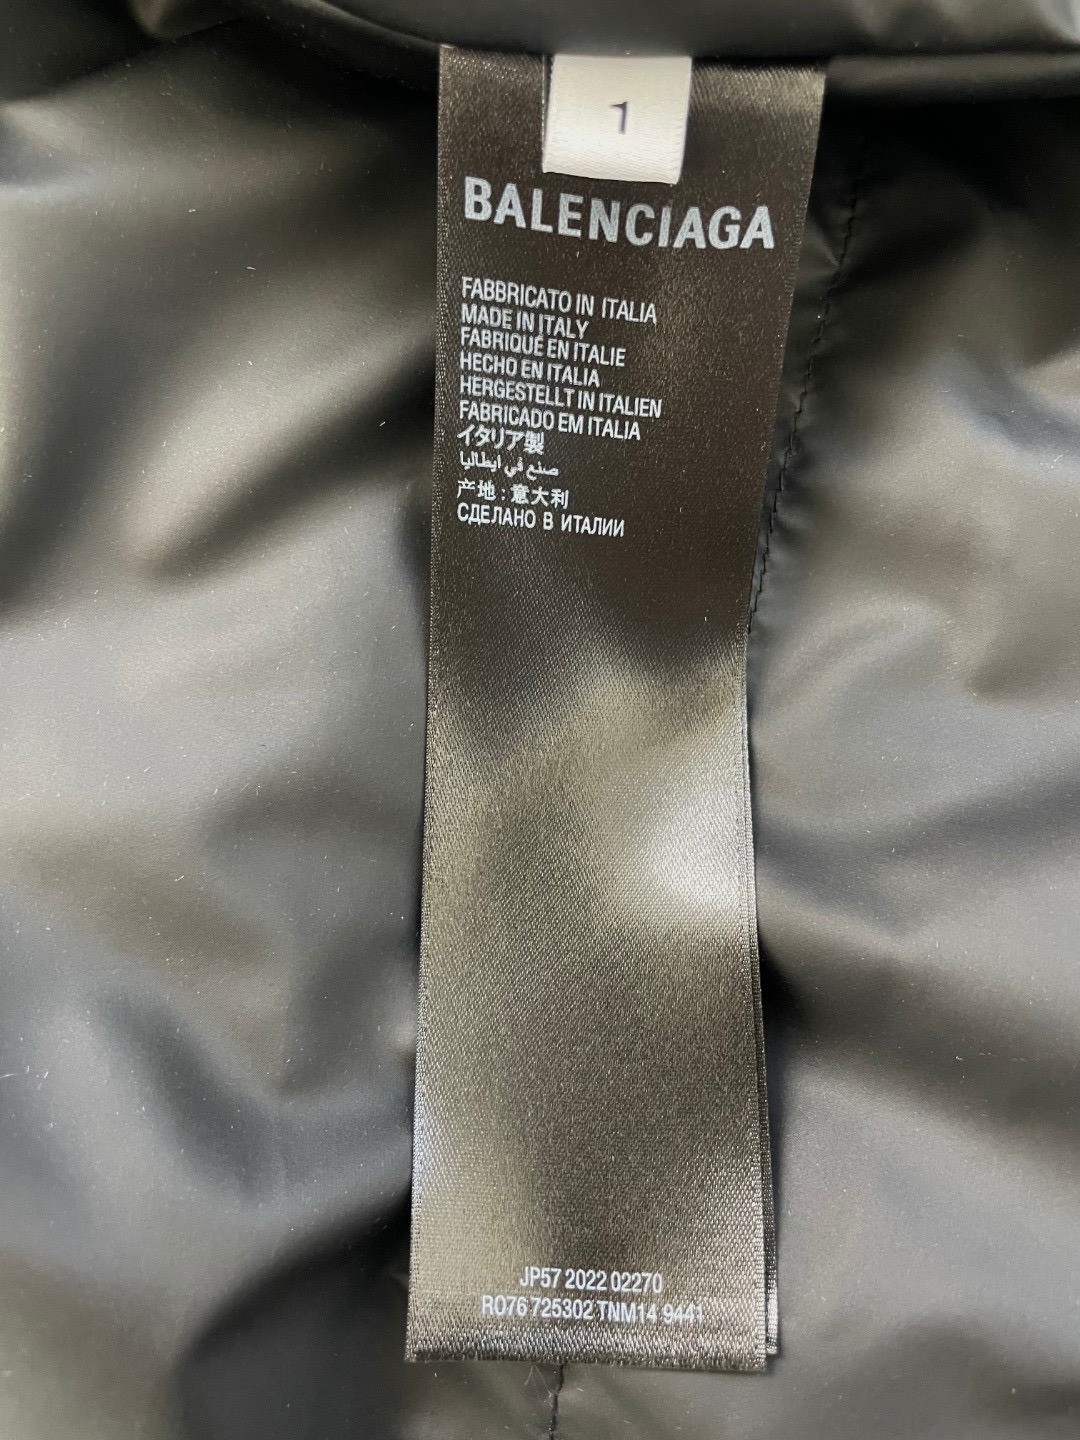 1
BALENCIAGA
FABBRICATO IN ITALIA
MADE IN ITALY
FABRIQUÉ EN ITALIE
HECHO EN ITALIA
HERGESTELLT IN ITALIEN
FABRICADO EM ITALIA
イタリア製
صنع في ايطاليا
产地：意大利
СДЕЛАНО В ИТАЛИИ
JP57 2022 02270
RO76 725302 TNM14 9441